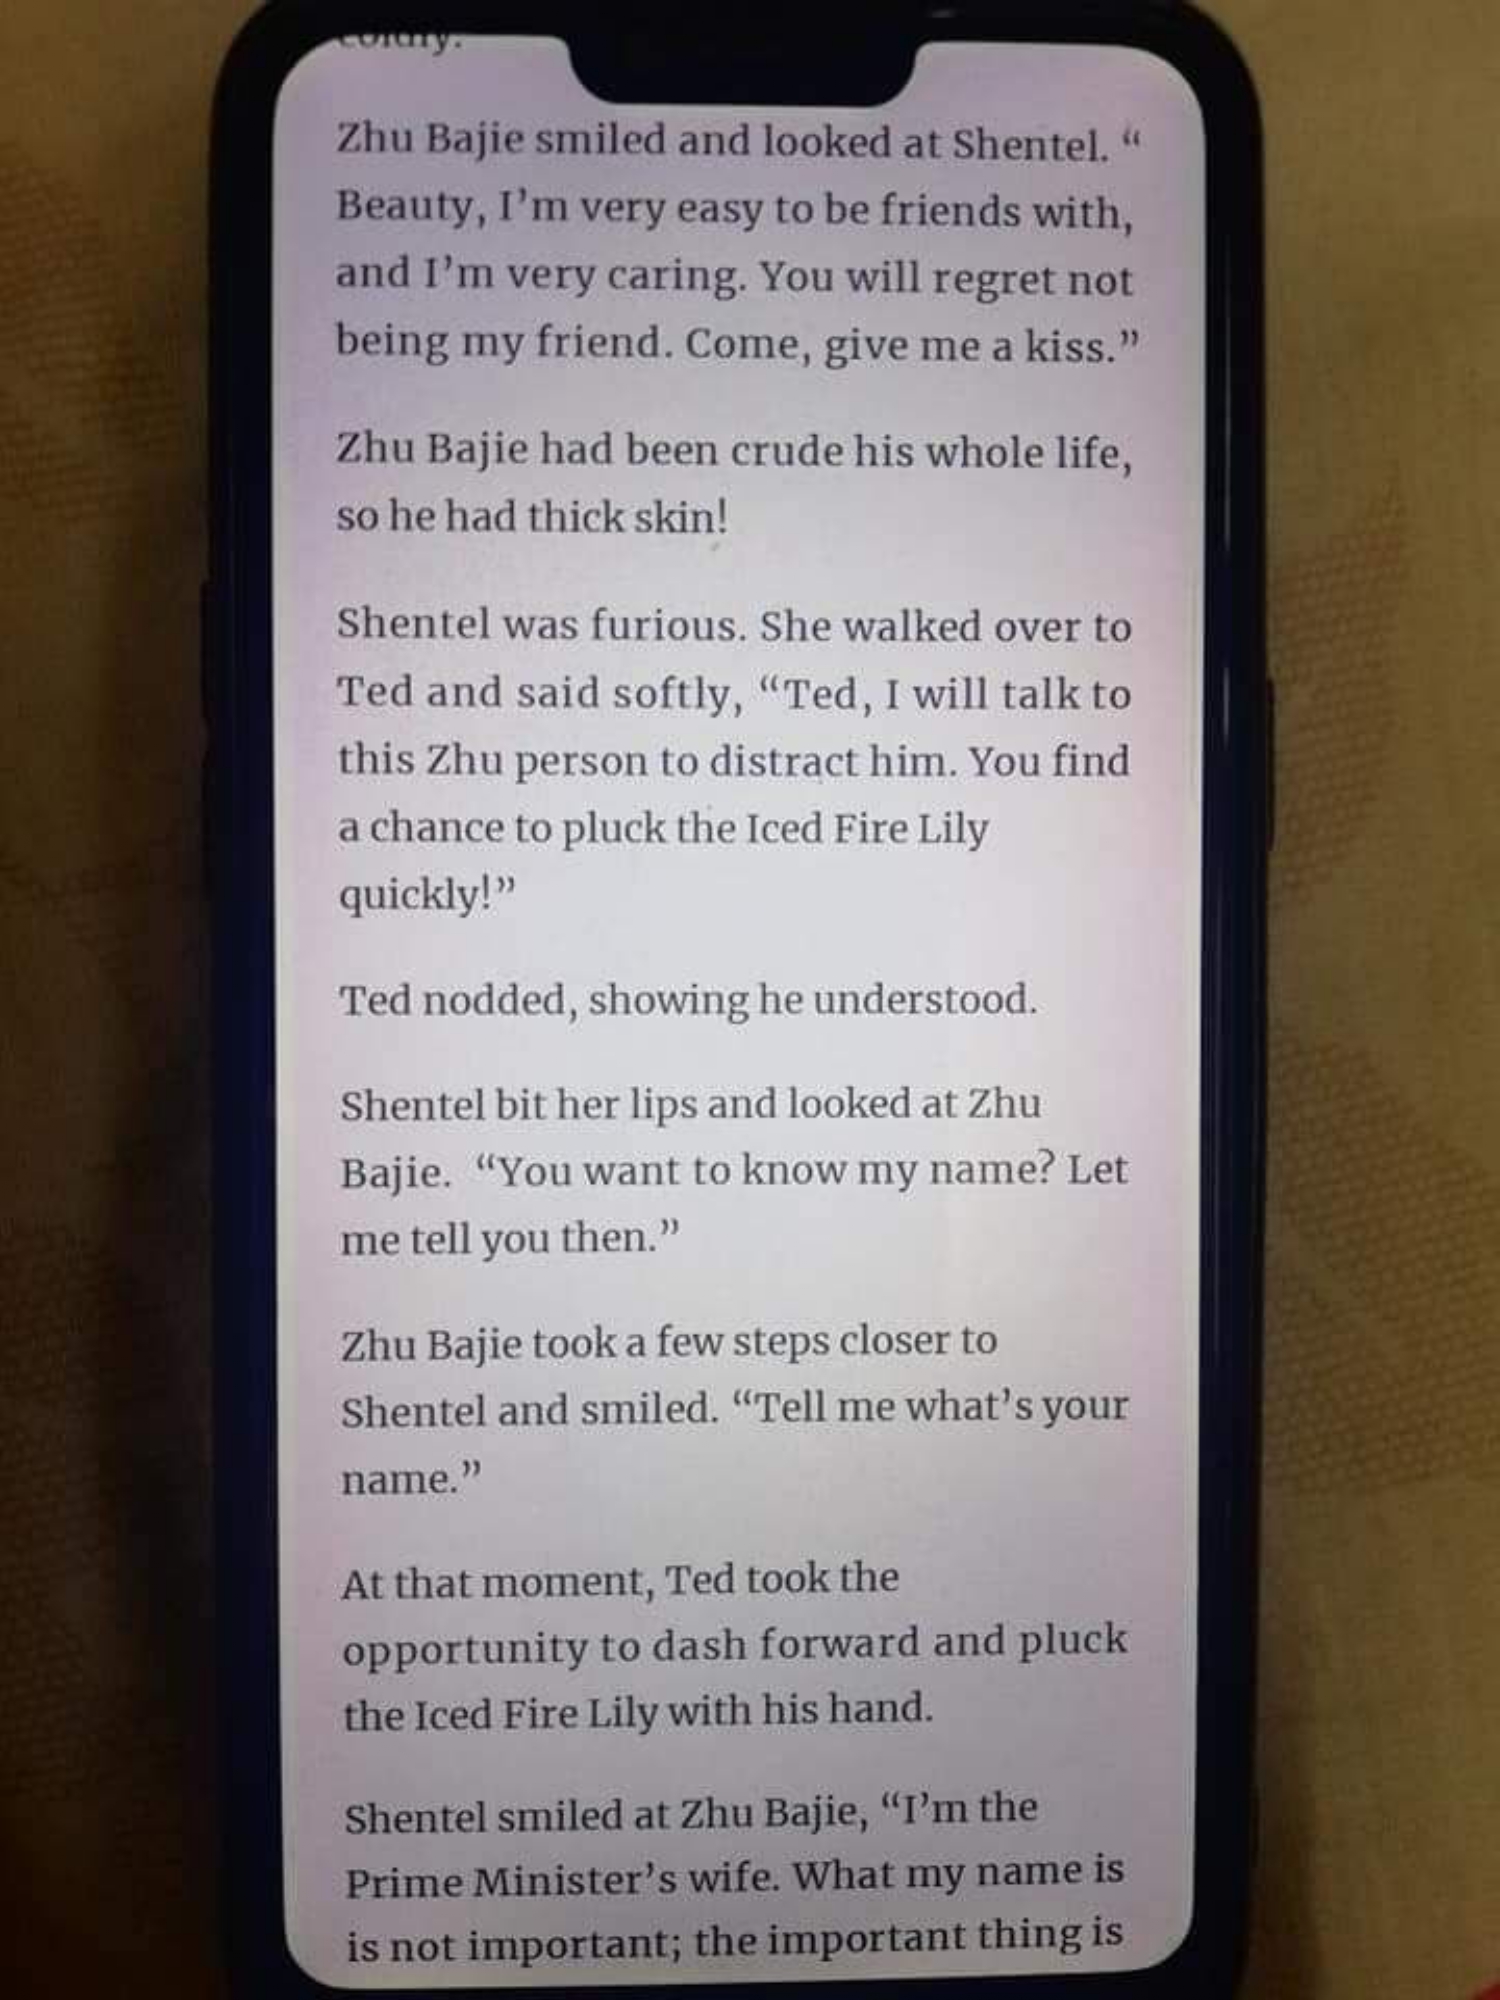 coldly.
Zhu Bajie smiled and looked at Shentel. “
Beauty, I’m very easy to be friends with,
and I’m very caring. You will regret not
being my friend. Come, give me a kiss.”
Zhu Bajie had been crude his whole life,
so he had thick skin!
Shentel was furious. She walked over to
Ted and said softly, “Ted, I will talk to
this Zhu person to distract him. You find
a chance to pluck the Iced Fire Lily
quickly!”
Ted nodded, showing he understood.
Shentel bit her lips and looked at Zhu
Bajie.  “You want to know my name? Let
me tell you then.”
Zhu Bajie took a few steps closer to
Shentel and smiled. “Tell me what’s your
name.”
At that moment, Ted took the
opportunity to dash forward and pluck
the Iced Fire Lily with his hand.
Shentel smiled at Zhu Bajie, “I’m the
Prime Minister’s wife. What my name is
is not important; the important thing is